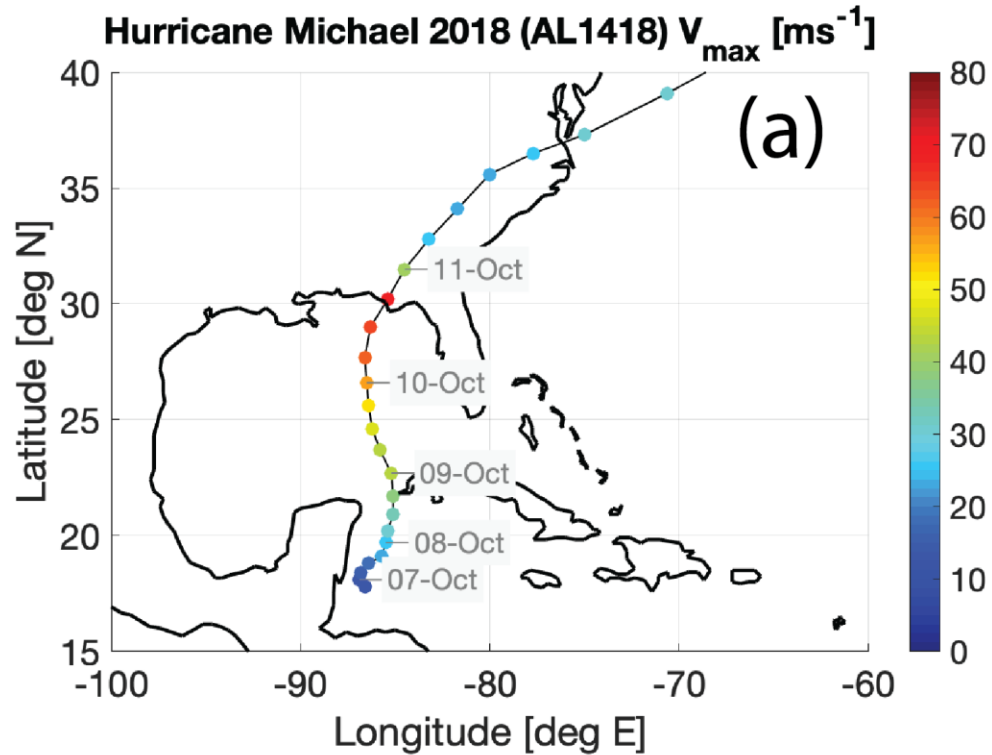 Hurricane Michael 2018 (AL1418) Vmax [ms-1]
(a)
40
35
30
25
20
15
Latitude [deg N]
11-Oct
10-Oct
09-Oct
08-Oct
07-Oct
-100
-90
-80
-70
-60
Longitude [deg E]
80
70
60
50
40
30
20
10
0